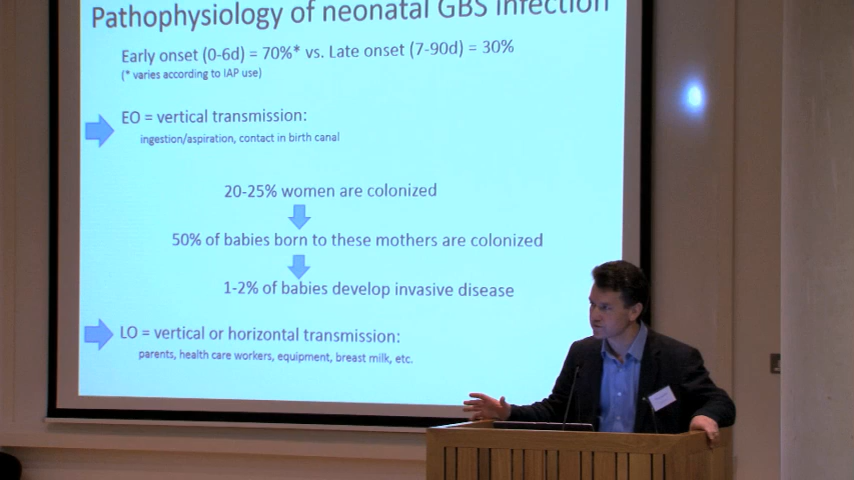 Pathophysiology of neonatal GBS infection
Early onset (0-6d) = 70%* vs. Late onset (7-90d) = 30%
(* varies according to IAP use)
EO = vertical transmission:
ingestion/aspiration, contact in birth canal
20-25% women are colonized
50% of babies born to these mothers are colonized
1-2% of babies develop invasive disease
LO = vertical or horizontal transmission:
parents, health care workers, equipment, breast milk, etc.